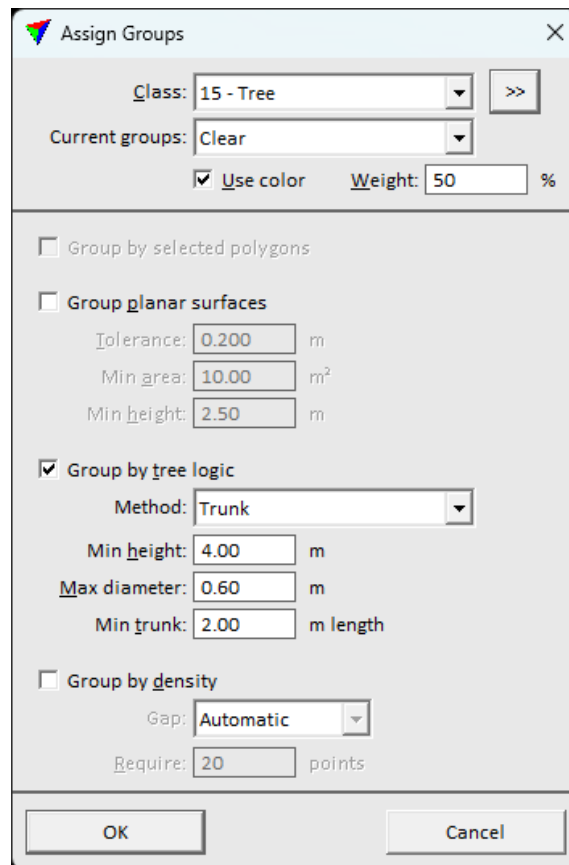 Assign Groups
Class: 15 - Tree >>
Current groups: Clear
Use color Weight: 50 %
Group by selected polygons
Group planar surfaces
Tolerance: 0.200 m
Min area: 10.00 m²
Min height: 2.50 m
Group by tree logic
Method: Trunk
Min height: 4.00 m
Max diameter: 0.60 m
Min trunk: 2.00 m length
Group by density
Gap: Automatic
Require: 20 points
OK Cancel